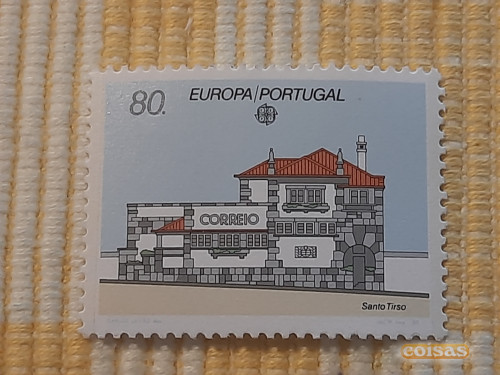 80.
EUROPA/PORTUGAL
CORREIO
Santo Tirso
coisas